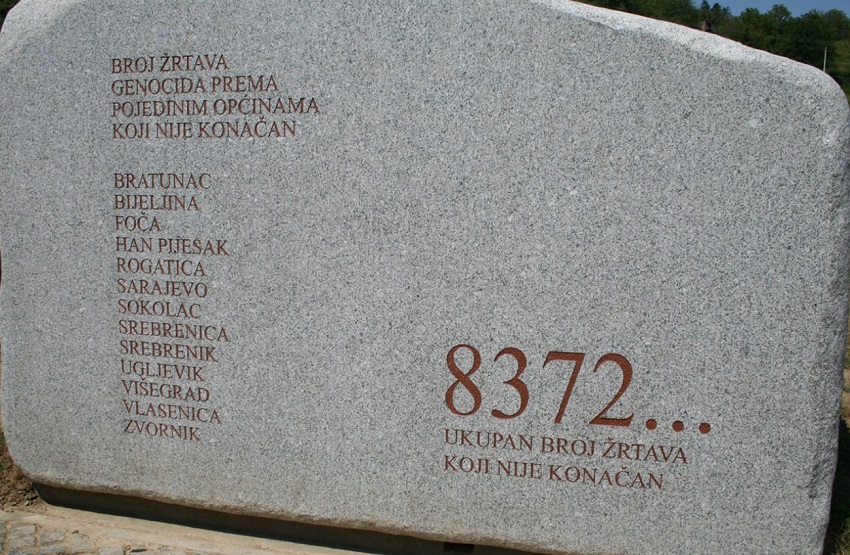 BROJ ŽRTAVA
GENOCIDA PREMA
POJEDINIM OPĆINAMA
KOJI NIJE KONAČAN
BRATUNAC
BIJELJINA
FOČA
HAN PIJESAK
ROGATICA
SARAJEVO
SOKOLAC
SREBRENICA
SREBRENIK
UGLJEVIK
VIŠEGRAD
VLASENICA
ZVORNIK
8372...
UKUPAN BROJ ŽRTAVA
KOJI NIJE KONAČAN